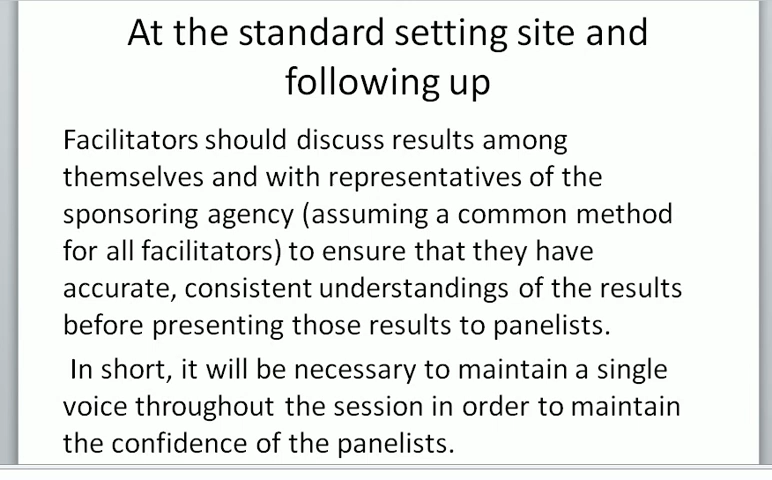 At the standard setting site and
following up
Facilitators should discuss results among
themselves and with representatives of the
sponsoring agency (assuming a common method
for all facilitators) to ensure that they have
accurate, consistent understandings of the results
before presenting those results to panelists.
In short, it will be necessary to maintain a single
voice throughout the session in order to maintain
the confidence of the panelists.